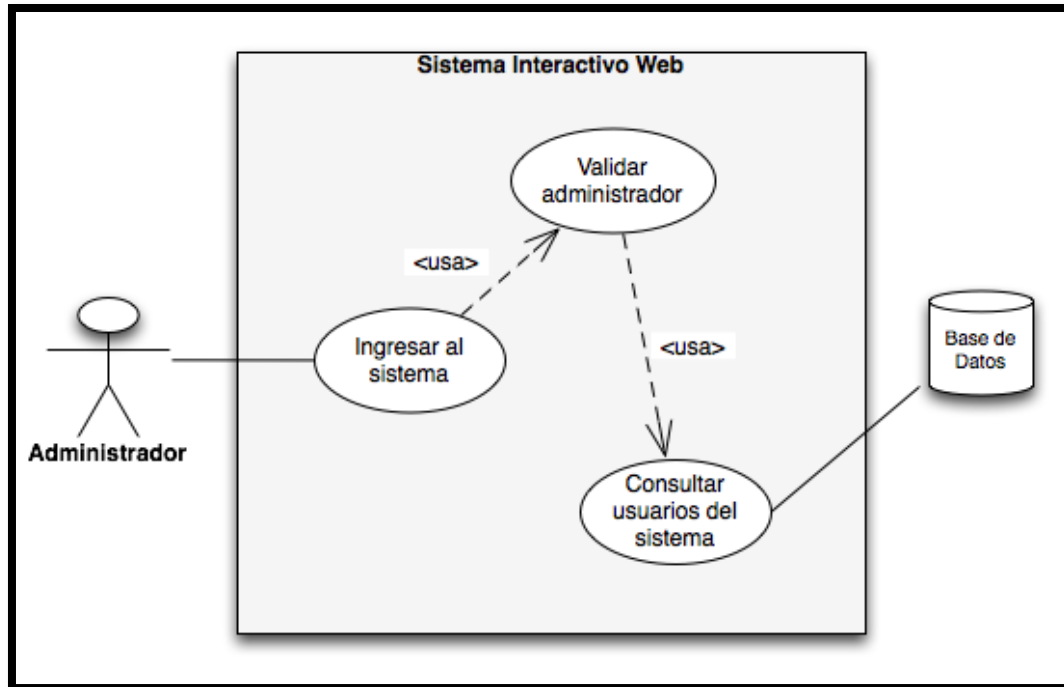 Sistema Interactivo Web
Validar
administrador
<usa>
Ingresar al
sistema
<usa>
Base de
Datos
Administrador
Consultar
usuarios del
sistema